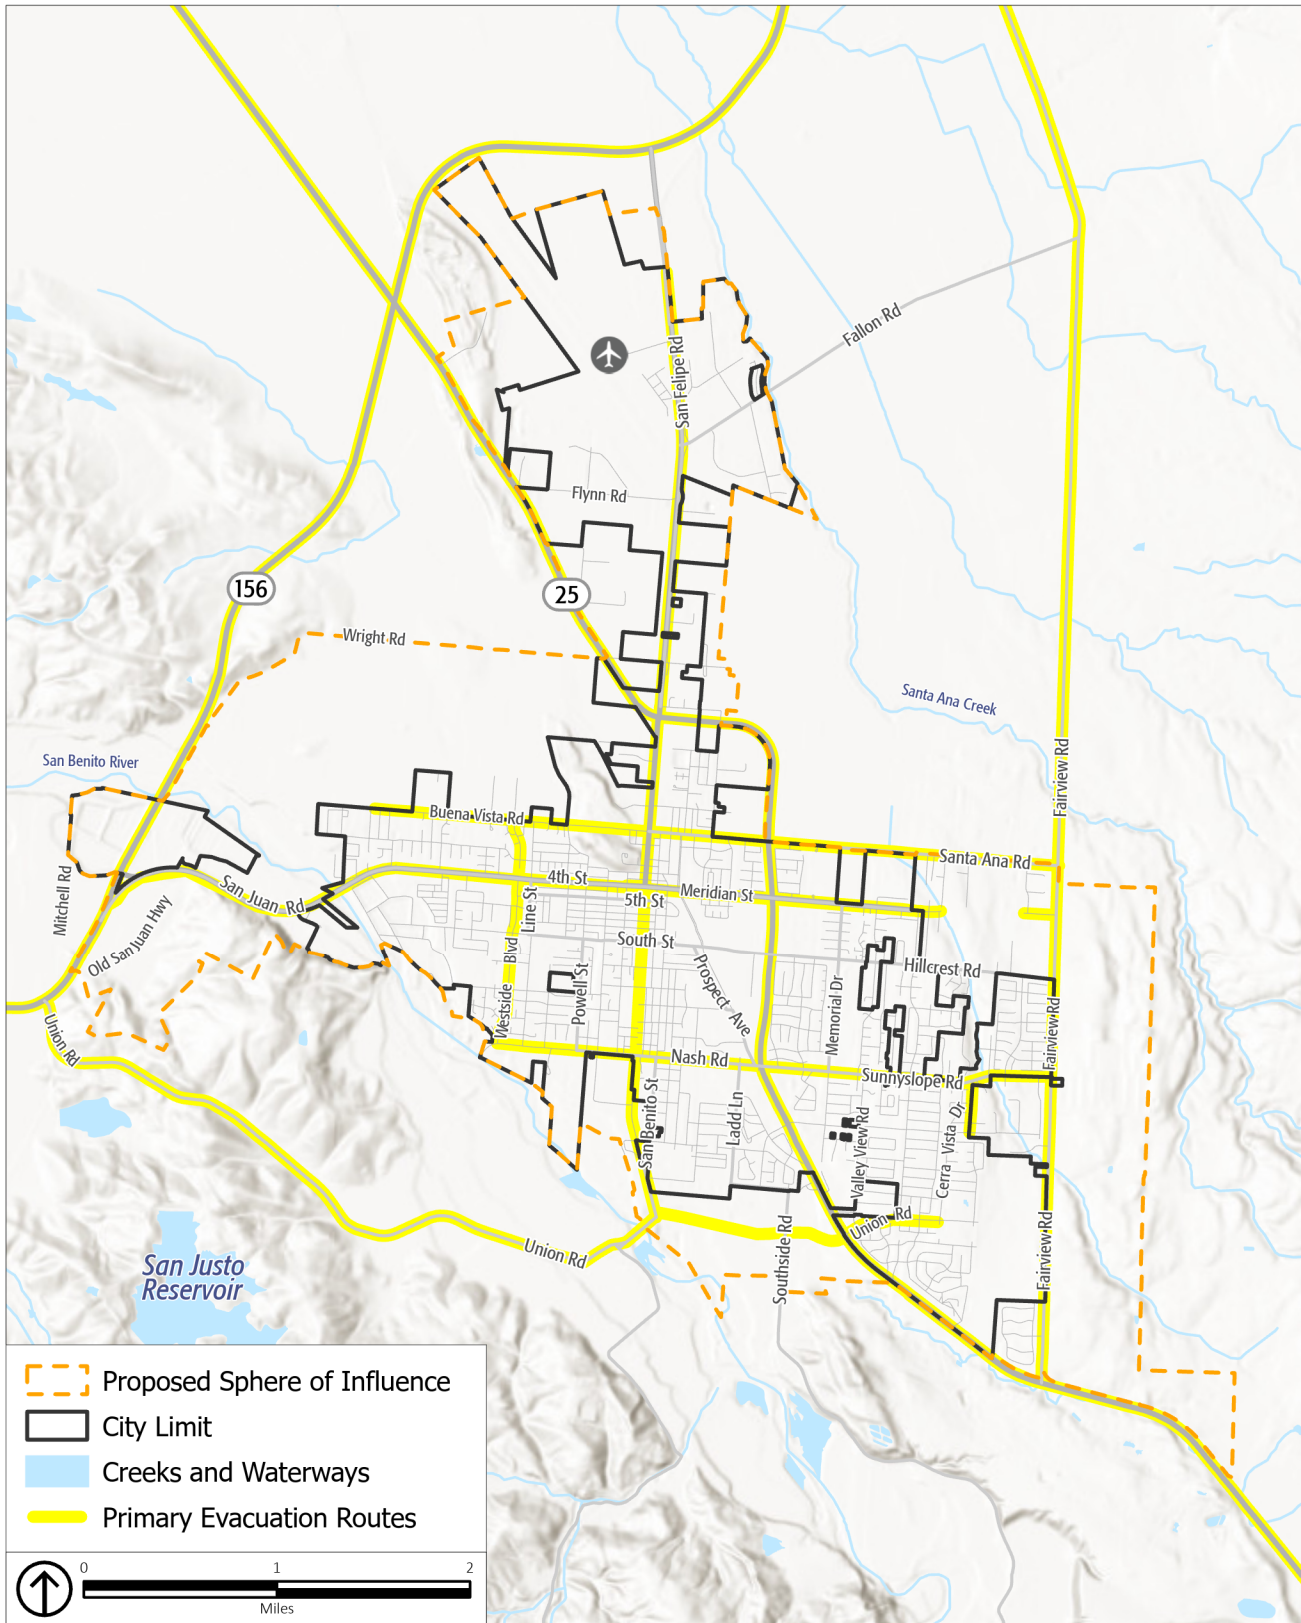 Fallon Rd
San Felipe Rd
Flynn Rd
156
25
Wright Rd
Santa Ana Creek
San Benito River
Fairview Rd
Buena Vista Rd
Santa Ana Rd
Mitchell Rd
San Juan Rd
4th St
Meridian St
5th St
Line St
Old San Juan Hwy
South St
Westside Blvd
Powell St
Prospect Ave
Memorial Dr
Hillcrest Rd
Fairview Rd
Union Rd
Nash Rd
Sunnyslope Rd
San Benito St
Ladd Ln
Valley View Rd
Cerra Vista Dr
Union Rd
Southside Rd
Fairview Rd
Union Rd
San Justo
Reservoir
Proposed Sphere of Influence
City Limit
Creeks and Waterways
Primary Evacuation Routes
0 1 2
Miles